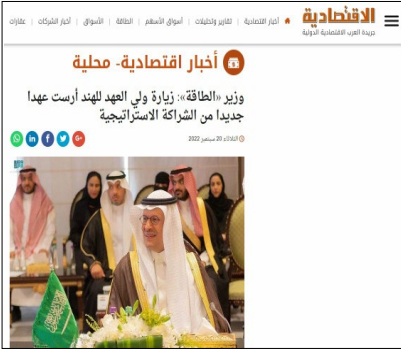 الاقتصادية
جريدة العرب الاقتصادية الدولية
أخبار اقتصادية | تقارير وتحليلات | أسواق الأسهم | الطاقة | الأسواق | أخبار الشركات | عقارات
أخبار اقتصادية- محلية
وزير «الطاقة»: زيارة ولي العهد للهند أرست عهدا
جديدا من الشراكة الاستراتيجية
الثلاثاء 20 سبتمبر 2022